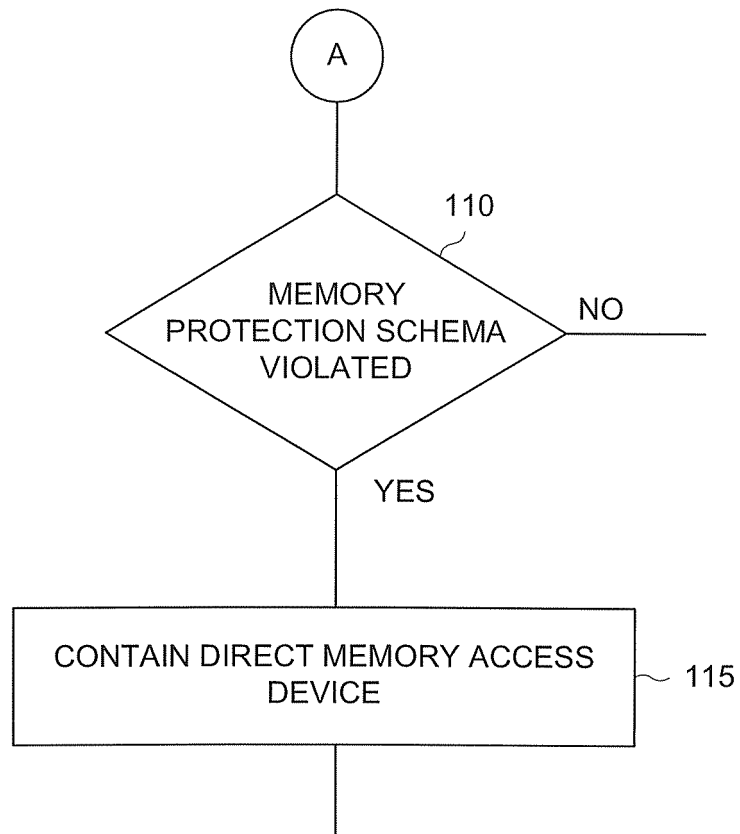 A
110
MEMORY
PROTECTION SCHEMA
VIOLATED
NO
YES
CONTAIN DIRECT MEMORY ACCESS
DEVICE
115